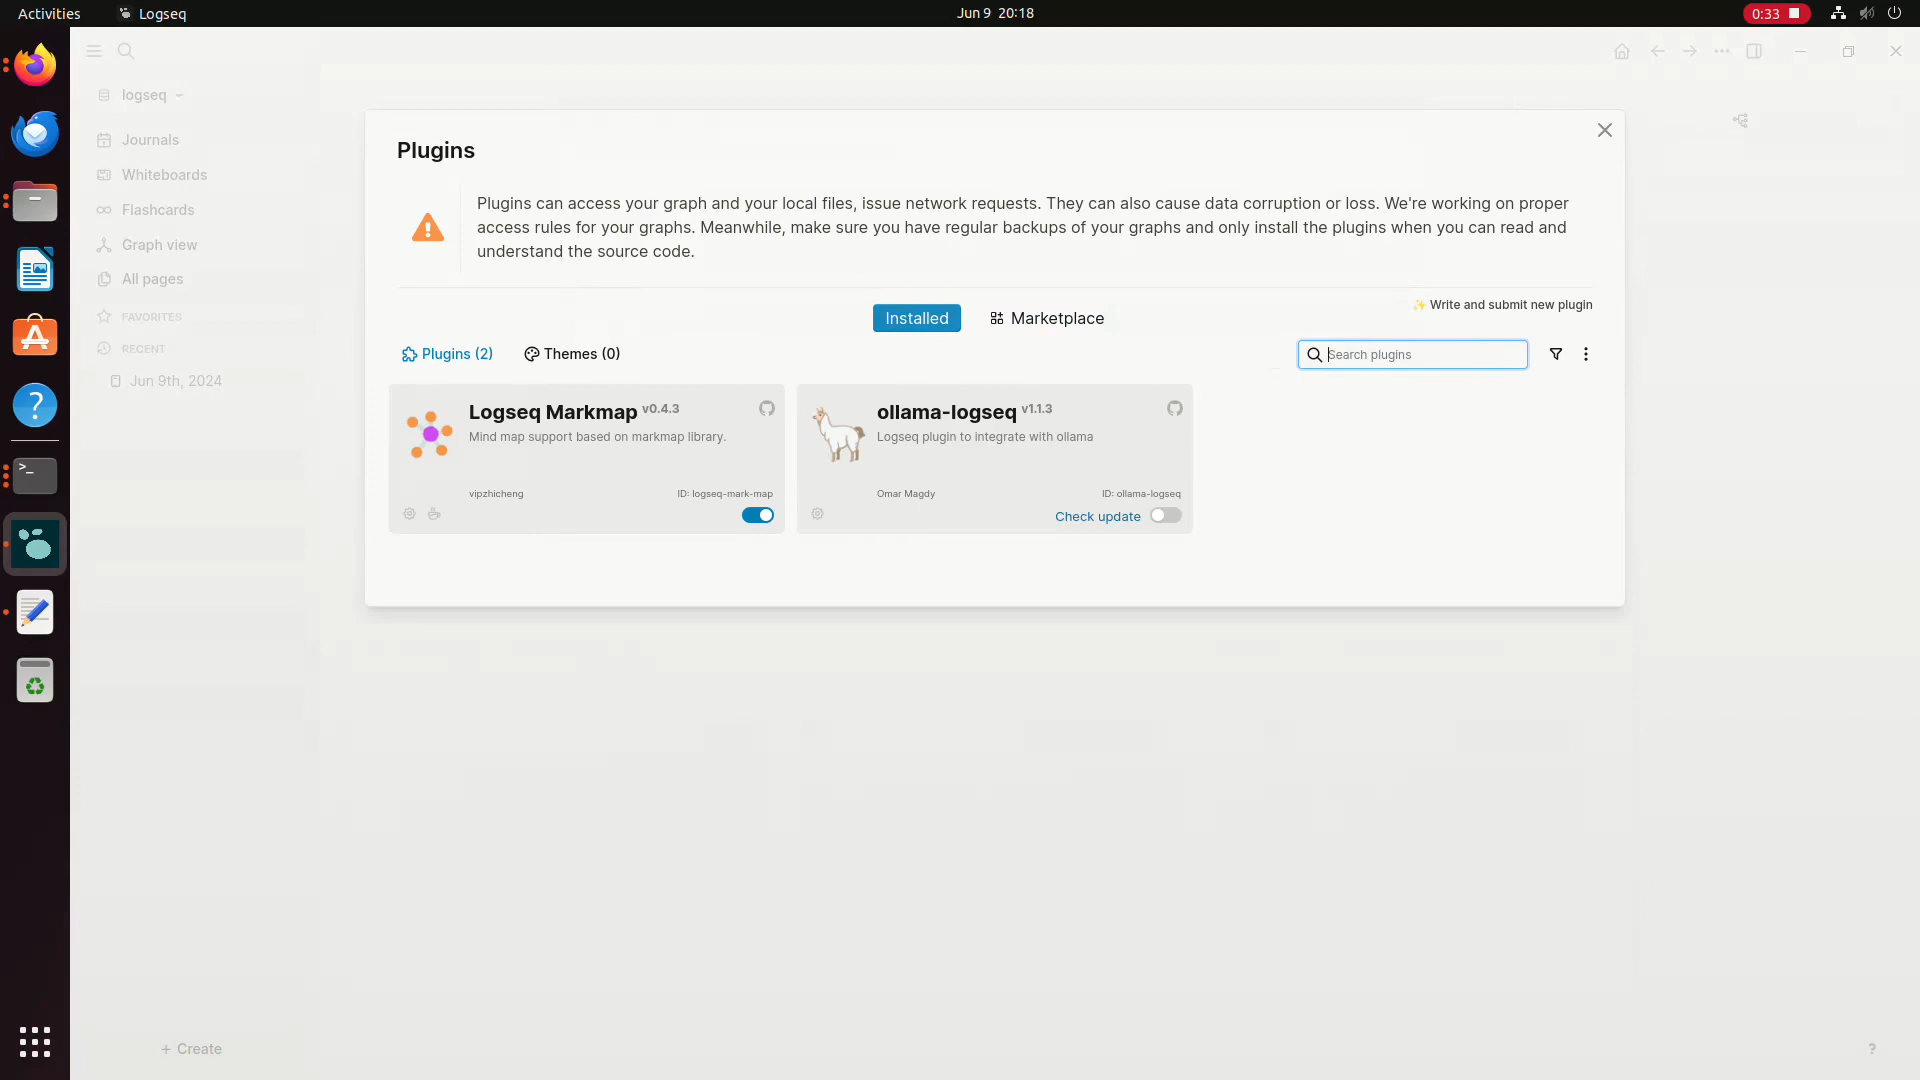 Activities
Logseq
Jun 9 20:18
0:33
logseq
Journals
Whiteboards
Flashcards
Graph view
All pages
FAVORITES
RECENT
Jun 9th, 2024
Plugins
Plugins can access your graph and your local files, issue network requests. They can also cause data corruption or loss. We're working on proper
access rules for your graphs. Meanwhile, make sure you have regular backups of your graphs and only install the plugins when you can read and
understand the source code.
Installed
Marketplace
✨ Write and submit new plugin
Plugins (2)
Themes (0)
Search plugins
Logseq Markmap v0.4.3
Mind map support based on markmap library.
vipzhicheng
ID: logseq-mark-map
ollama-logseq v1.1.3
Logseq plugin to integrate with ollama
Omar Magdy
ID: ollama-logseq
Check update
+ Create
?